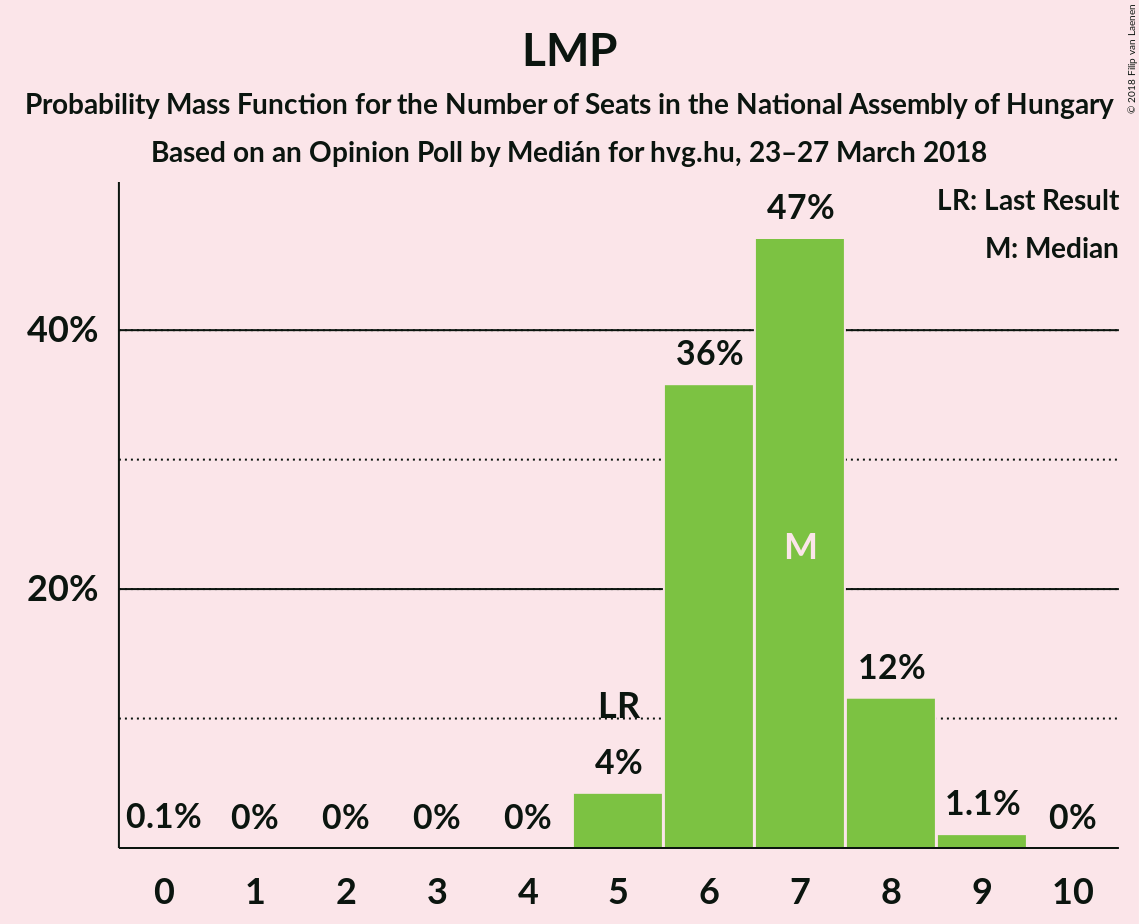 LMP
Probability Mass Function for the Number of Seats in the National Assembly of Hungary
Based on an Opinion Poll by Medián for hvg.hu, 23–27 March 2018
© 2018 Filip van Laenen
LR: Last Result
M: Median
40%
20%
0.1%
0%
0%
0%
0%
LR
4%
36%
47%
M
12%
1.1%
0%
0 1 2 3 4 5 6 7 8 9 10